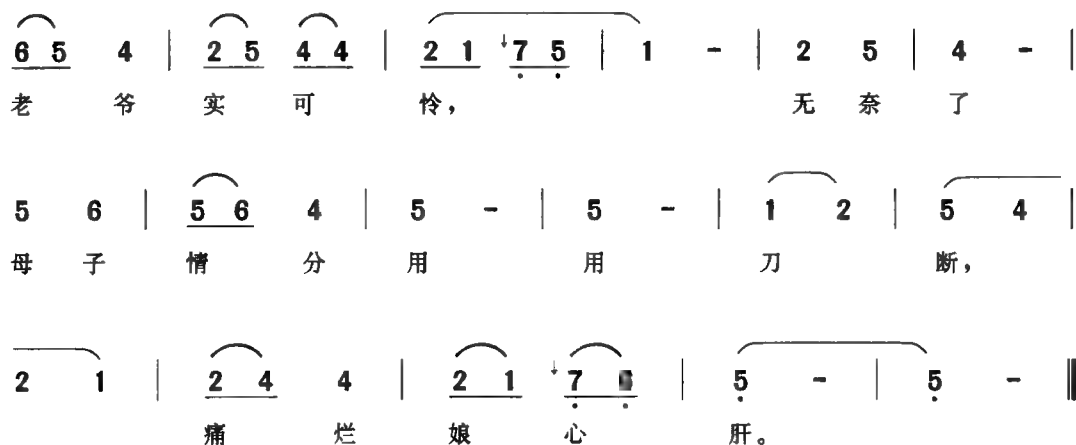 6 5 4 | 2 5 4 4 | 2 1 ↓7 5 | 1 - | 2 5 | 4 - |
老 爷 实 可 怜， 无 奈 了
5 6 | 5 6 4 | 5 - | 5 - | 1 2 | 5 4 |
母 子 情 分 用 用 刀 断，
2 1 | 2 4 4 | 2 1 ↓7 | 5 - | 5 - ‖
痛 烂 娘 心 肝。